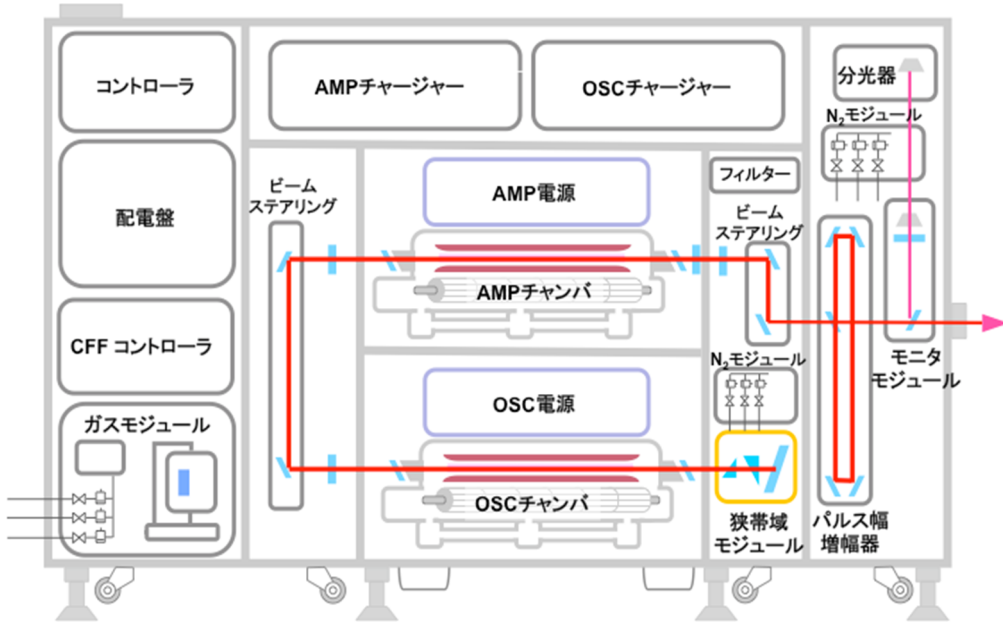 コントローラ
配電盤
CFF コントローラ
ガスモジュール
AMPチャージャー
OSCチャージャー
ビーム
ステアリング
AMP電源
AMPチャンバ
OSC電源
OSCチャンバ
フィルター
ビーム
ステアリング
N₂モジュール
狭帯域
モジュール
分光器
N₂モジュール
モニタ
モジュール
パルス幅
増幅器